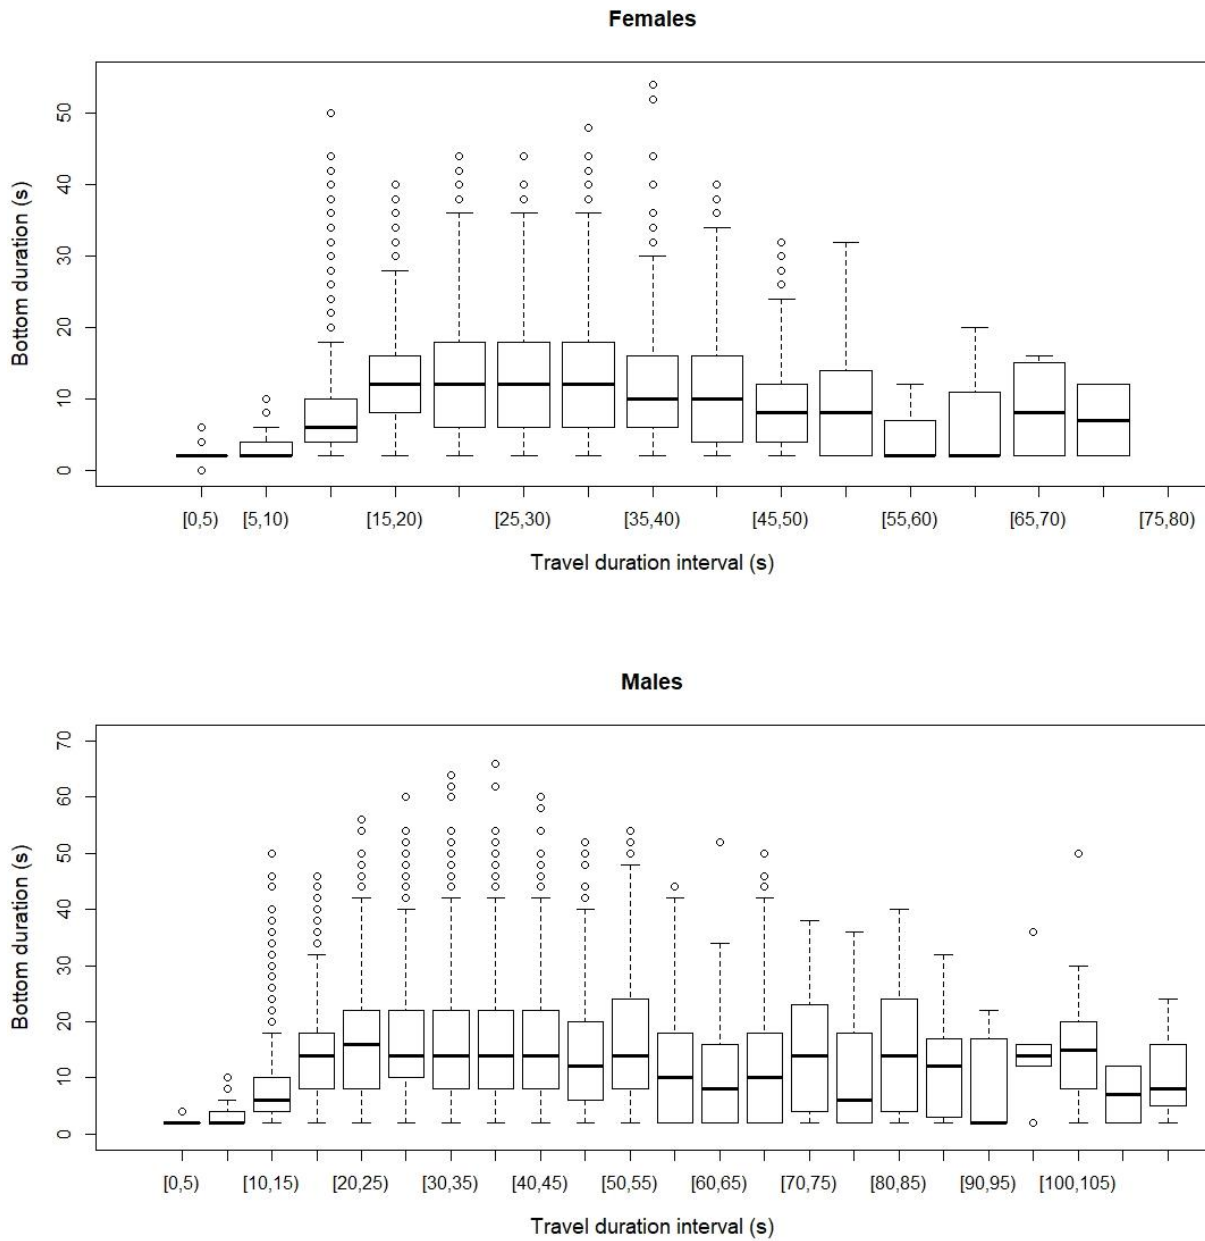 Females
50
40
30
20
10
0
Bottom duration (s)
[0,5) [5,10) [15,20) [25,30) [35,40) [45,50) [55,60) [65,70) [75,80)
Travel duration interval (s)
Males
70
60
50
40
30
20
10
0
Bottom duration (s)
[0,5) [10,15) [20,25) [30,35) [40,45) [50,55) [60,65) [70,75) [80,85) [90,95) [100,105)
Travel duration interval (s)